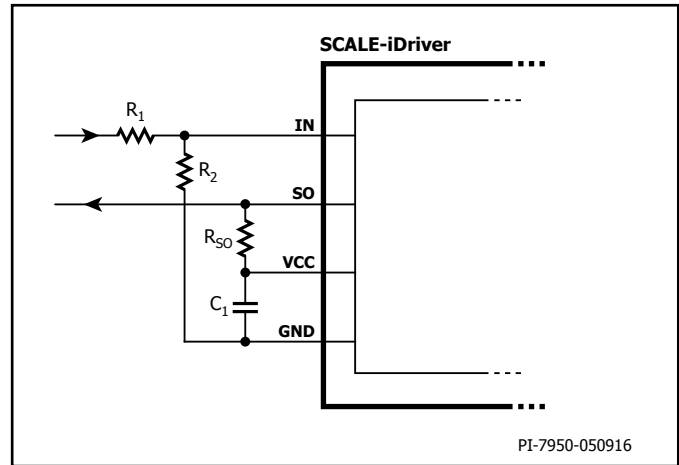 SCALE-iDriver
R1
IN
R2
SO
RSO
VCC
C1
GND
PI-7950-050916